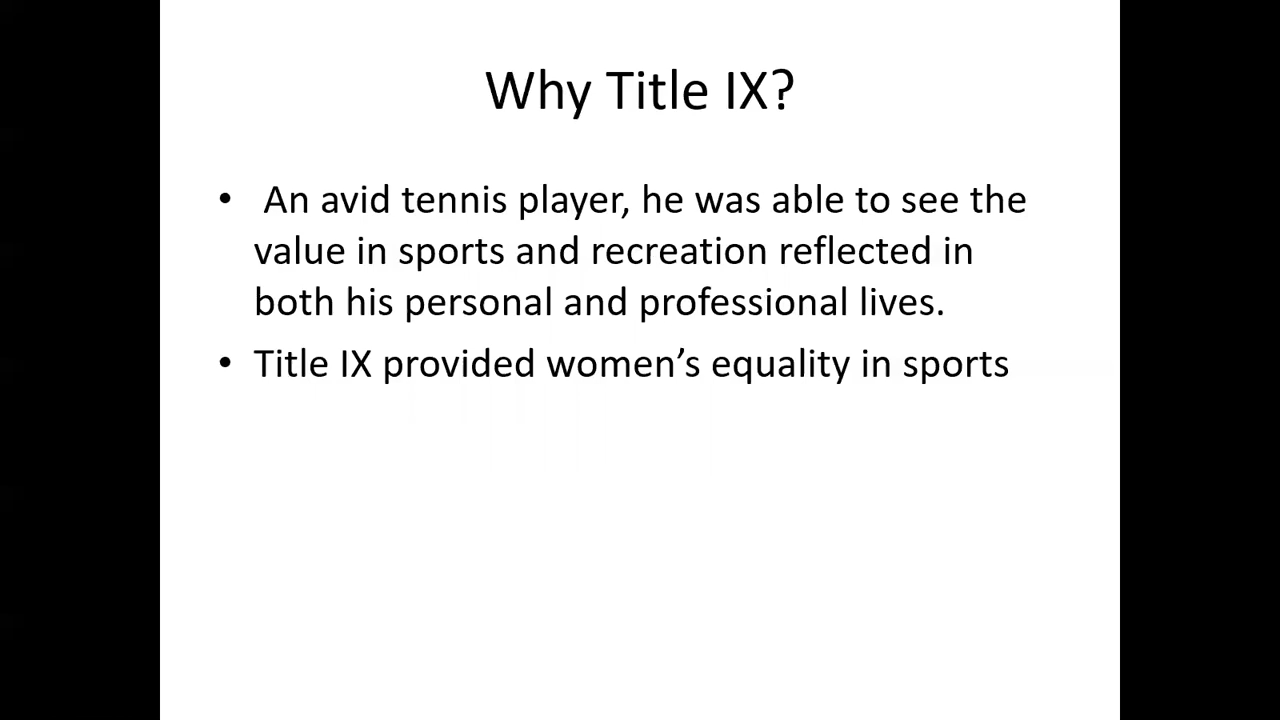 Why Title IX?
• An avid tennis player, he was able to see the
value in sports and recreation reflected in
both his personal and professional lives.
• Title IX provided women’s equality in sports